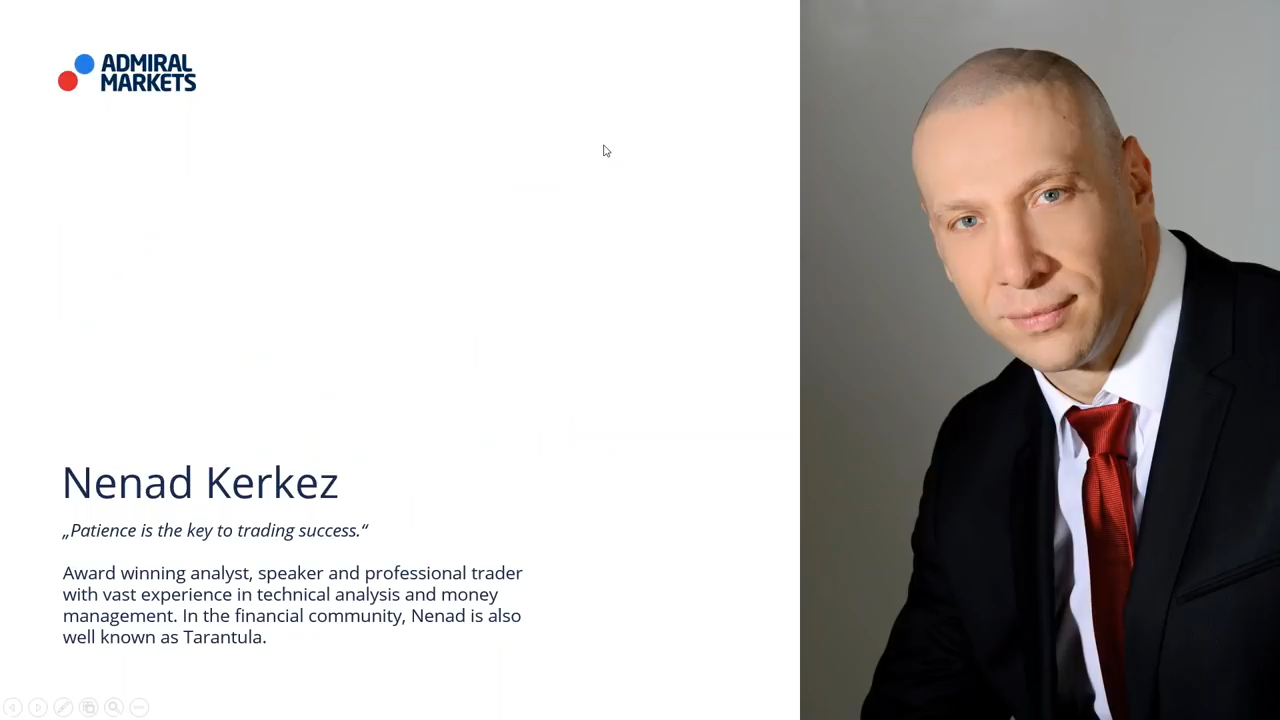 ADMIRAL
MARKETS
Nenad Kerkez
„Patience is the key to trading success.“
Award winning analyst, speaker and professional trader
with vast experience in technical analysis and money
management. In the financial community, Nenad is also
well known as Tarantula.